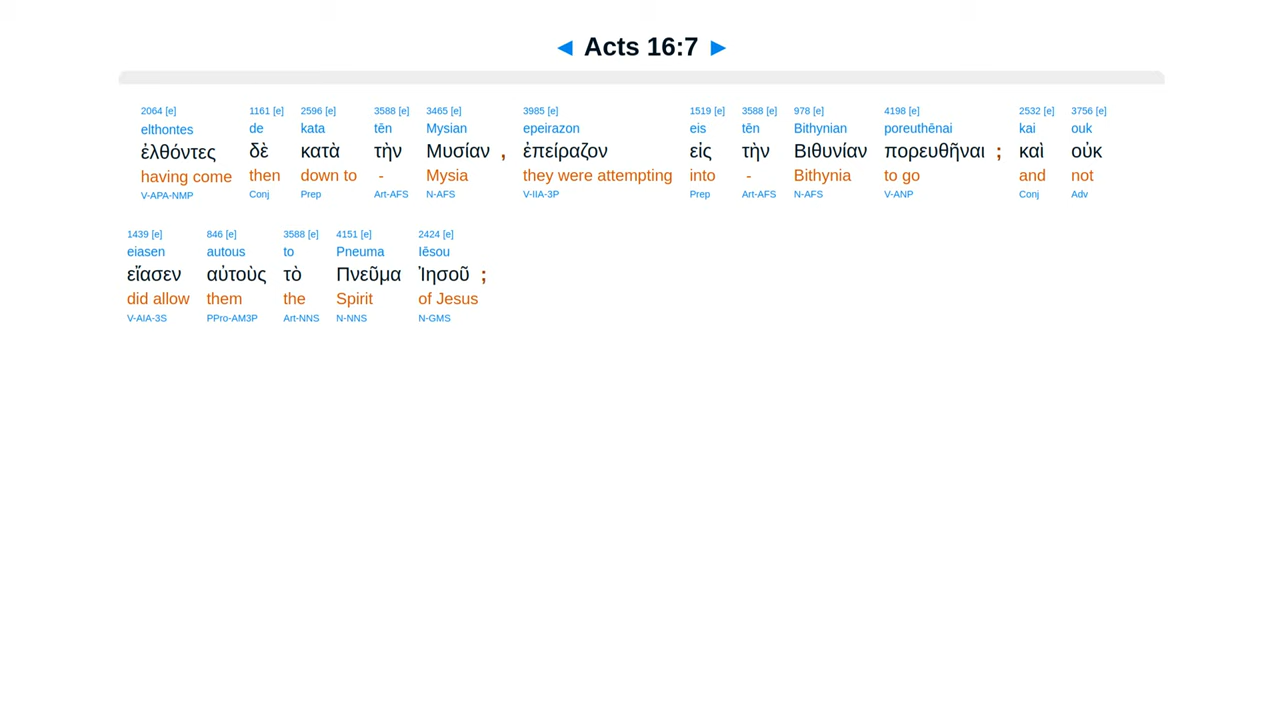 ◄ Acts 16:7 ►
2064 [e] 1161 [e] 2596 [e] 3588 [e] 3465 [e] 3985 [e] 1519 [e] 3588 [e] 978 [e] 4198 [e] 2532 [e] 3756 [e]
elthontes de kata tēn Mysian epeirazon eis tēn Bithynian poreuthēnai kai ouk
ἐλθόντες δὲ κατὰ τὴν Μυσίαν , ἐπείραζον εἰς τὴν Βιθυνίαν πορευθῆναι ; καὶ οὐκ
having come then down to - Mysia they were attempting into - Bithynia to go and not
V-APA-NMP Conj Prep Art-AFS N-AFS V-IIA-3P Prep Art-AFS N-AFS V-ANP Conj Adv
1439 [e] 846 [e] 3588 [e] 4151 [e] 2424 [e]
eiasen autous to Pneuma Iēsou
εἴασεν αὐτοὺς τὸ Πνεῦμα Ἰησοῦ ;
did allow them the Spirit of Jesus
V-AIA-3S PPro-AM3P Art-NNS N-NNS N-GMS